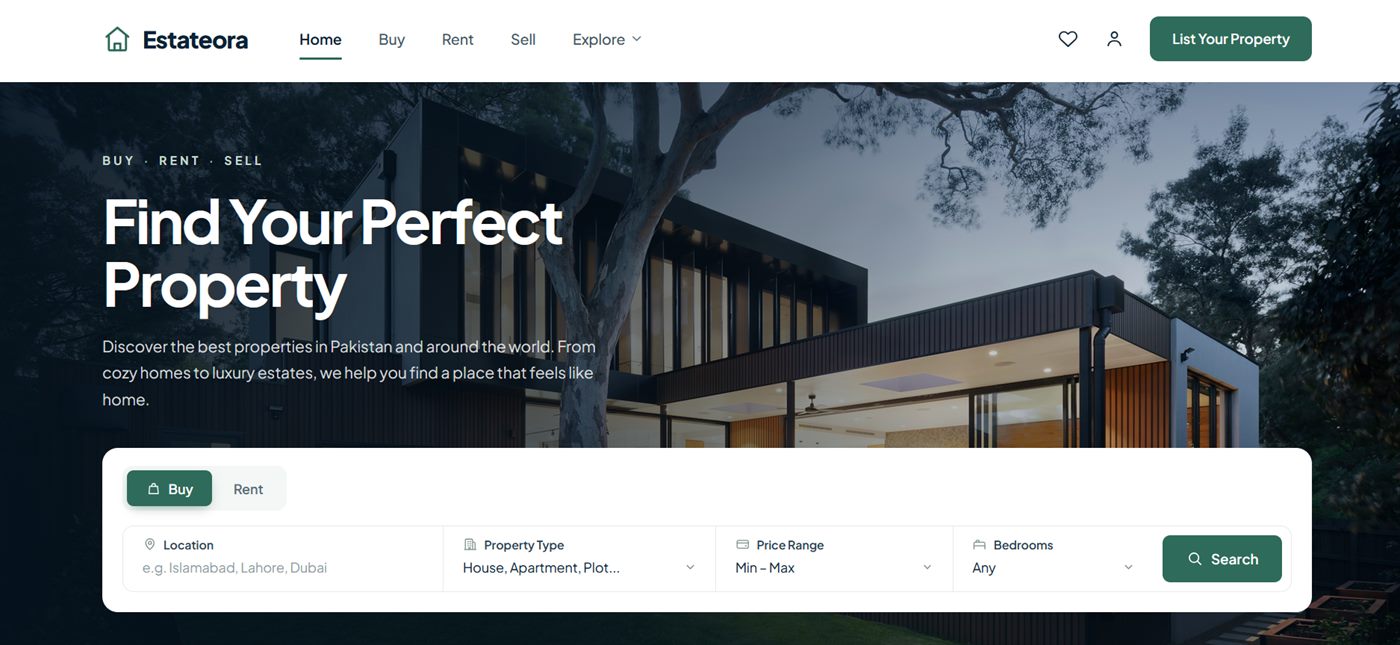 Estateora
Home
Buy
Rent
Sell
Explore
List Your Property
BUY · RENT · SELL
Find Your Perfect
Property
Discover the best properties in Pakistan and around the world. From
cozy homes to luxury estates, we help you find a place that feels like
home.
Buy
Rent
Location
e.g. Islamabad, Lahore, Dubai
Property Type
House, Apartment, Plot...
Price Range
Min – Max
Bedrooms
Any
Search